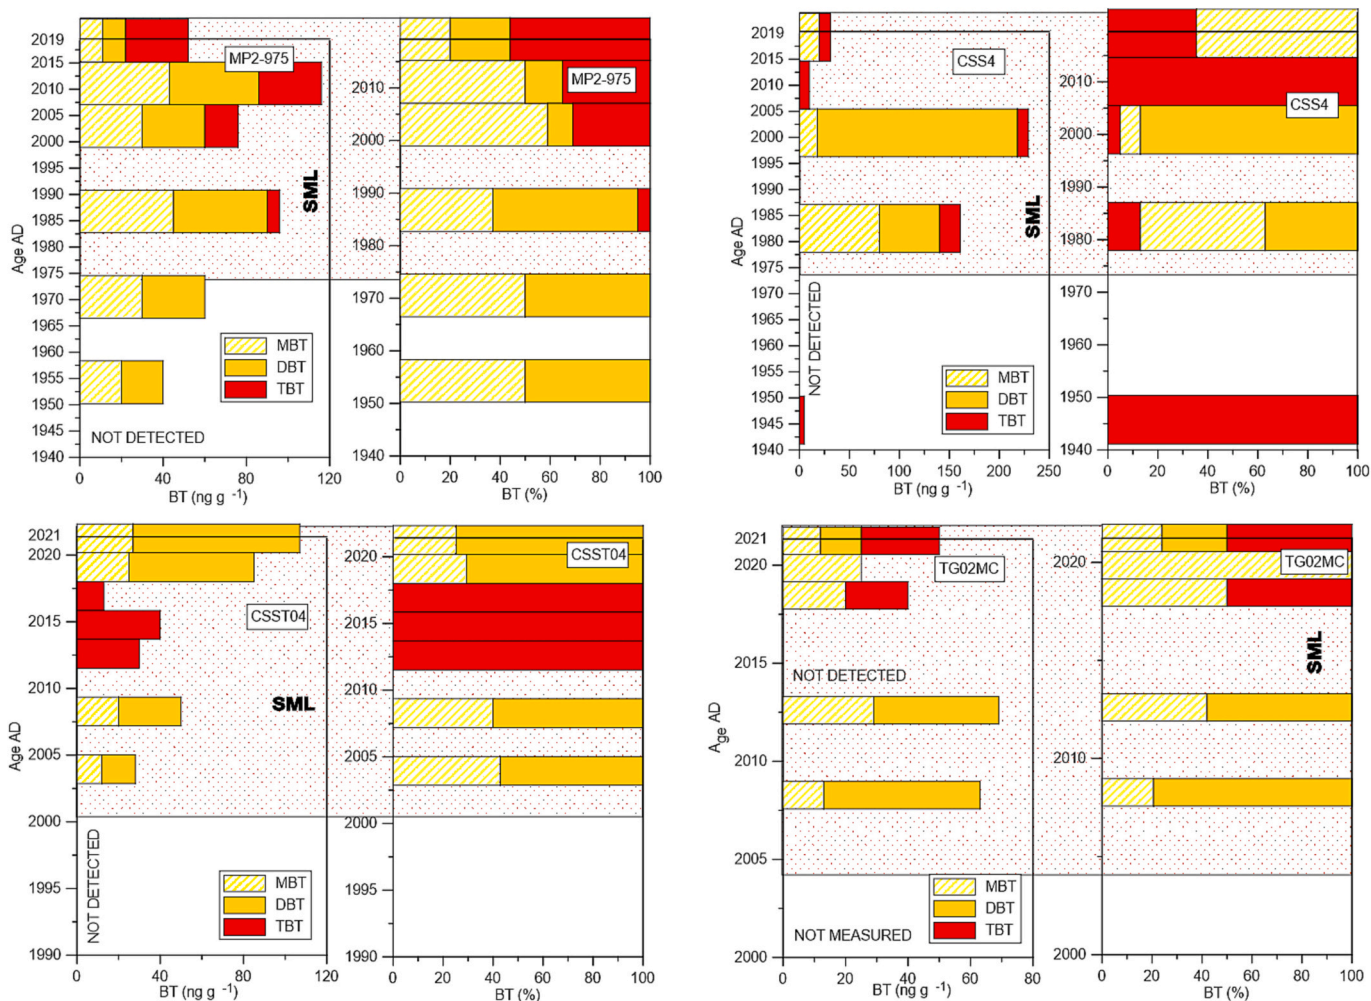 2019
2015
2010
2005
2000
1995
1990
1985
1980
1975
1970
1965
1960
1955
1950
1945
1940
Age AD
MP2-975
SML
MBT
DBT
TBT
NOT DETECTED
0 40 80 120
BT (ng g -1)
2010
2000
1990
1980
1970
1960
1950
1940
MP2-975
0 20 40 60 80 100
BT (%)
2019
2015
2010
2005
2000
1995
1990
1985
1980
1975
1970
1965
1960
1955
1950
1945
1940
Age AD
CSS4
SML
NOT DETECTED
MBT
DBT
TBT
0 50 100 150 200 250
BT (ng g -1)
2010
2000
1990
1980
1970
1960
1950
1940
CSS4
0 20 40 60 80 100
BT (%)
2021
2020
2015
2010
2005
2000
1995
1990
Age AD
CSST04
SML
NOT DETECTED
MBT
DBT
TBT
0 40 80 120
BT (ng g -1)
2020
2015
2010
2005
2000
1995
1990
CSST04
0 20 40 60 80 100
BT (%)
2021
2020
2015
2010
2005
2000
Age AD
TG02MC
NOT DETECTED
MBT
DBT
TBT
NOT MEASURED
0 20 40 60 80
BT (ng g -1)
2020
2010
2000
TG02MC
SML
0 20 40 60 80 100
BT (%)